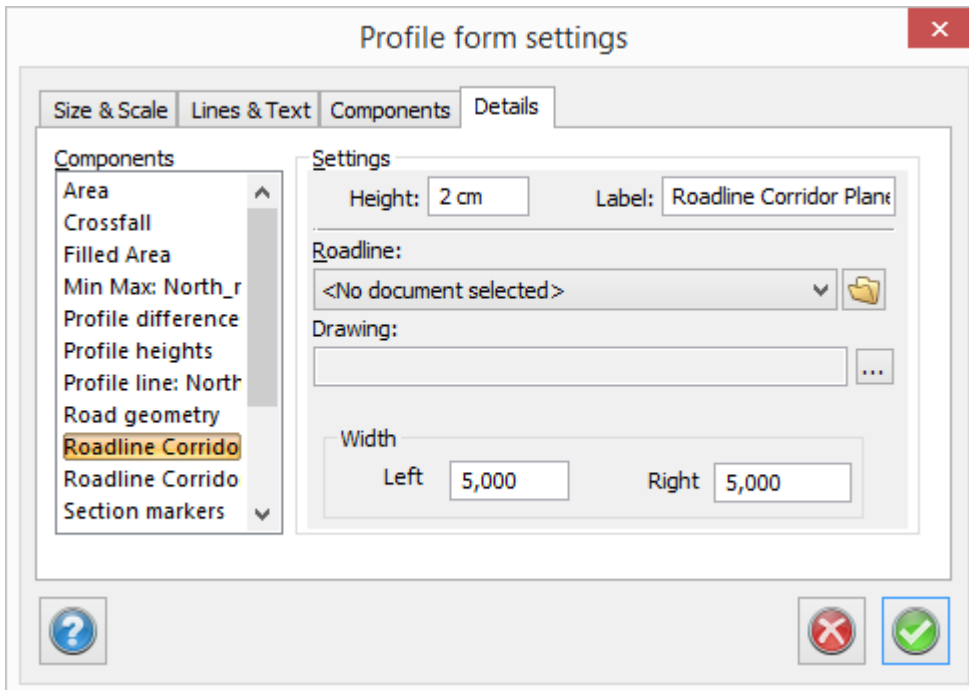 Profile form settings
Size & Scale Lines & Text Components Details
Components
Area
Crossfall
Filled Area
Min Max: North_r
Profile difference
Profile heights
Profile line: North
Road geometry
Roadline Corrido
Roadline Corrido
Section markers
Settings
Height: 2 cm Label: Roadline Corridor Plane
Roadline:
<No document selected>
Drawing:
...
Width
Left 5,000 Right 5,000